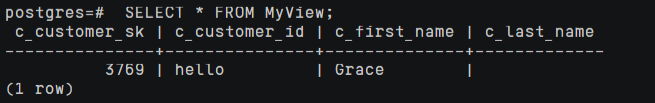 postgres=#  SELECT * FROM MyView;
 c_customer_sk | c_customer_id | c_first_name | c_last_name
---------------+---------------+--------------+-------------
          3769 | hello         | Grace        |
(1 row)